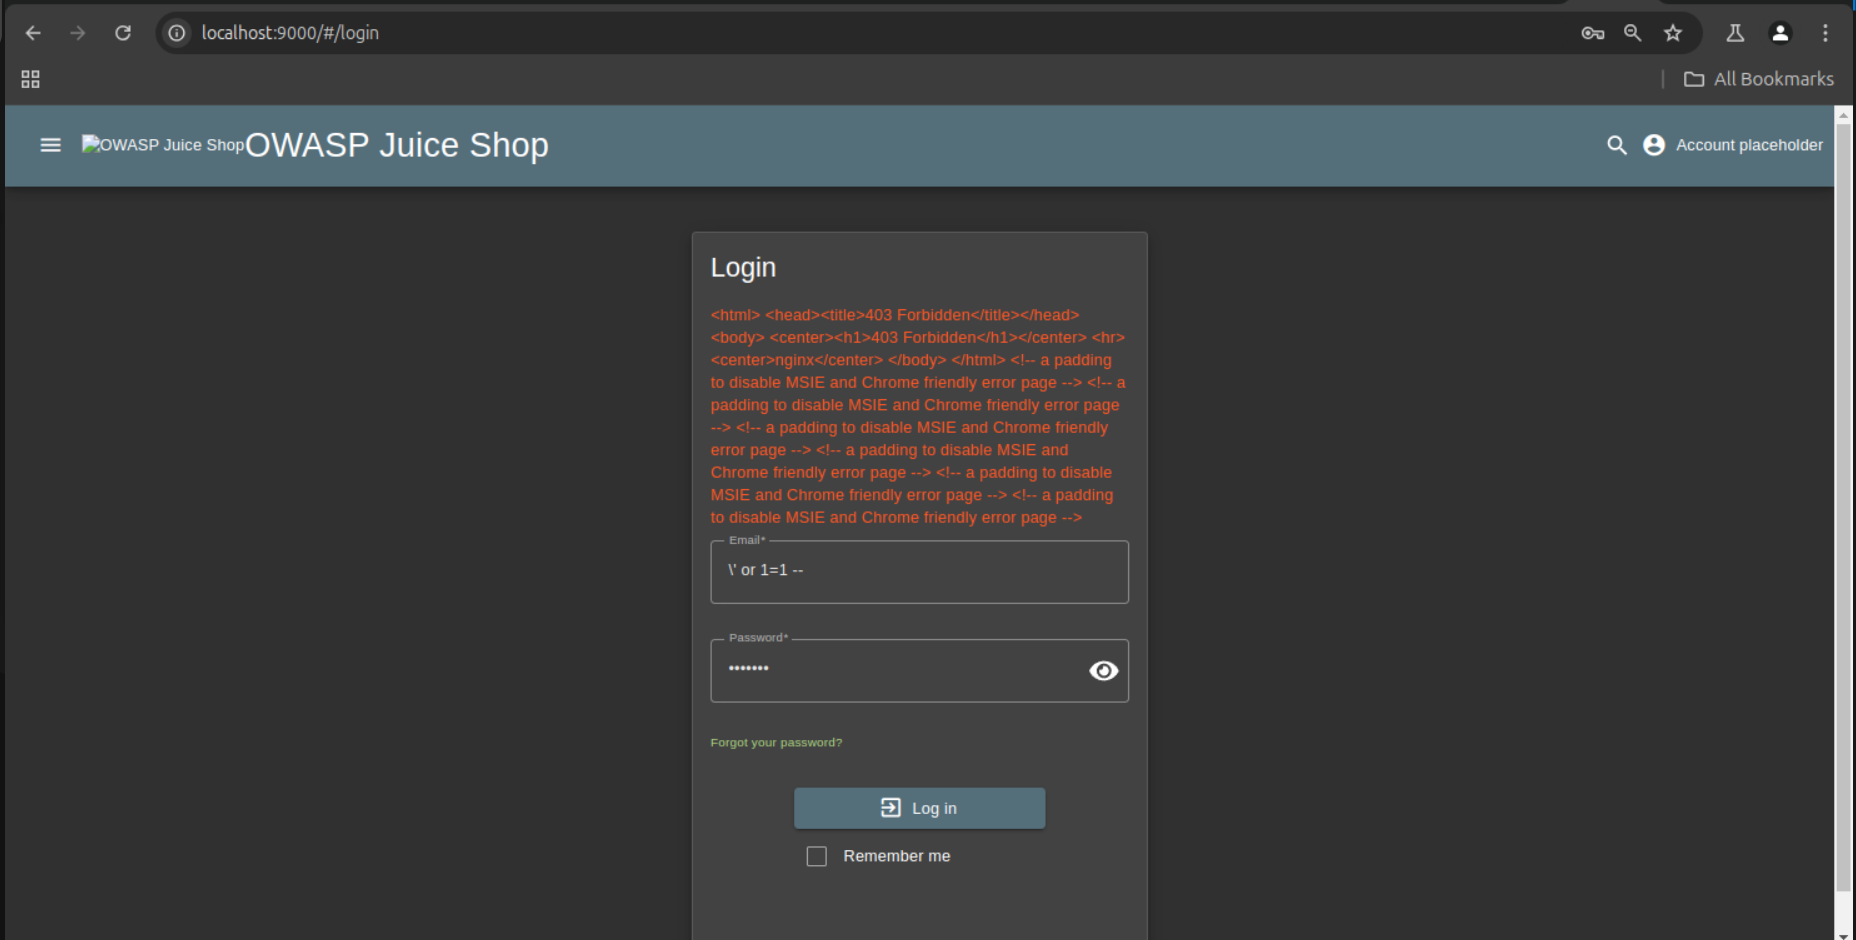 localhost:9000/#/login
All Bookmarks
OWASP Juice Shop
OWASP Juice Shop
Account placeholder
Login
<html> <head><title>403 Forbidden</title></head>
<body> <center><h1>403 Forbidden</h1></center> <hr>
<center>nginx</center> </body> </html> <!-- a padding
to disable MSIE and Chrome friendly error page --> <!-- a
padding to disable MSIE and Chrome friendly error page
--> <!-- a padding to disable MSIE and Chrome friendly
error page --> <!-- a padding to disable MSIE and
Chrome friendly error page --> <!-- a padding to disable
MSIE and Chrome friendly error page --> <!-- a padding
to disable MSIE and Chrome friendly error page -->
Email*
\' or 1=1 --
Password*
•••••••
Forgot your password?
Log in
Remember me